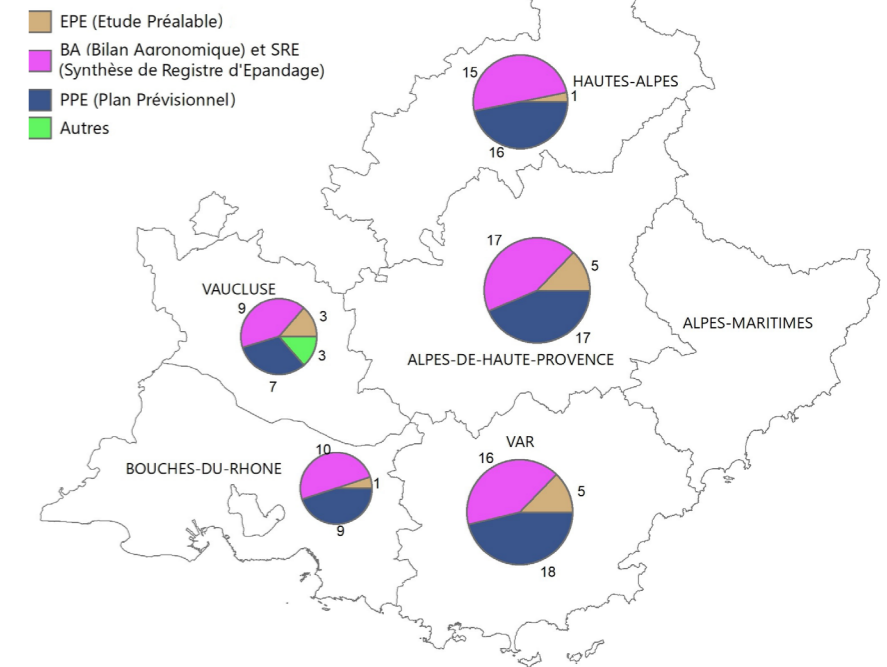 EPE (Etude Préalable)
BA (Bilan Agronomique) et SRE
(Synthèse de Registre d'Epandage)
PPE (Plan Prévisionnel)
Autres
15
HAUTES-ALPES
1
16
17
5
VAUCLUSE
9
3
ALPES-MARITIMES
17
3
ALPES-DE-HAUTE-PROVENCE
7
VAR
10
16
BOUCHES-DU-RHONE
1
5
9
18